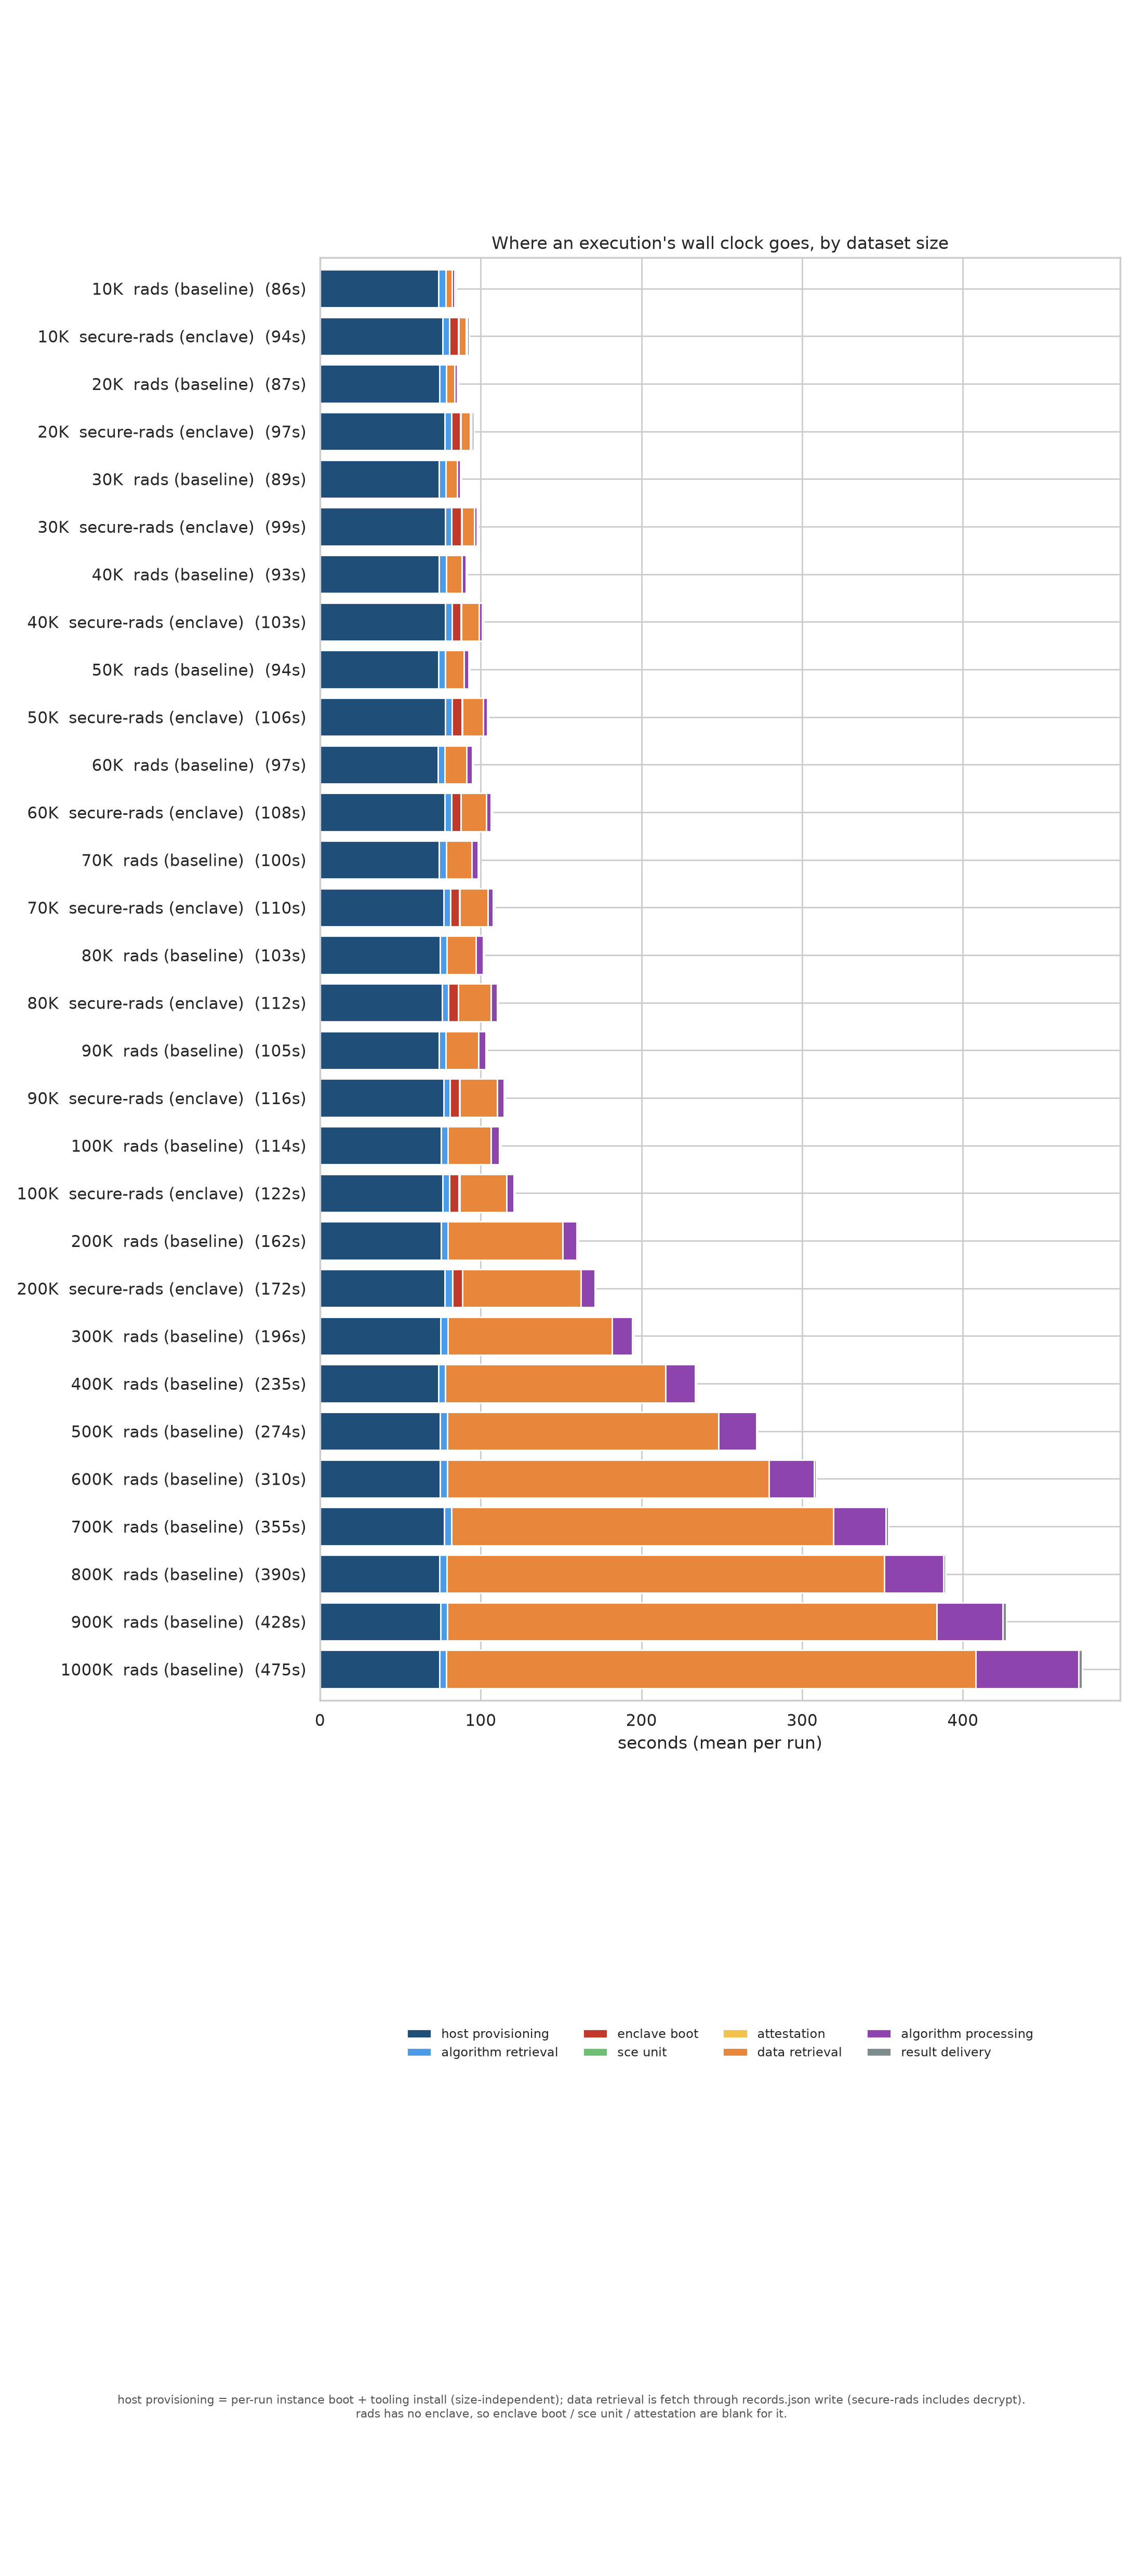 Where an execution's wall clock goes, by dataset size
10K  rads (baseline)  (86s)
10K  secure-rads (enclave)  (94s)
20K  rads (baseline)  (87s)
20K  secure-rads (enclave)  (97s)
30K  rads (baseline)  (89s)
30K  secure-rads (enclave)  (99s)
40K  rads (baseline)  (93s)
40K  secure-rads (enclave)  (103s)
50K  rads (baseline)  (94s)
50K  secure-rads (enclave)  (106s)
60K  rads (baseline)  (97s)
60K  secure-rads (enclave)  (108s)
70K  rads (baseline)  (100s)
70K  secure-rads (enclave)  (110s)
80K  rads (baseline)  (103s)
80K  secure-rads (enclave)  (112s)
90K  rads (baseline)  (105s)
90K  secure-rads (enclave)  (116s)
100K  rads (baseline)  (114s)
100K  secure-rads (enclave)  (122s)
200K  rads (baseline)  (162s)
200K  secure-rads (enclave)  (172s)
300K  rads (baseline)  (196s)
400K  rads (baseline)  (235s)
500K  rads (baseline)  (274s)
600K  rads (baseline)  (310s)
700K  rads (baseline)  (355s)
800K  rads (baseline)  (390s)
900K  rads (baseline)  (428s)
1000K  rads (baseline)  (475s)
0 100 200 300 400
seconds (mean per run)
host provisioning enclave boot attestation algorithm processing
algorithm retrieval sce unit data retrieval result delivery
host provisioning = per-run instance boot + tooling install (size-independent); data retrieval is fetch through records.json write (secure-rads includes decrypt).
rads has no enclave, so enclave boot / sce unit / attestation are blank for it.